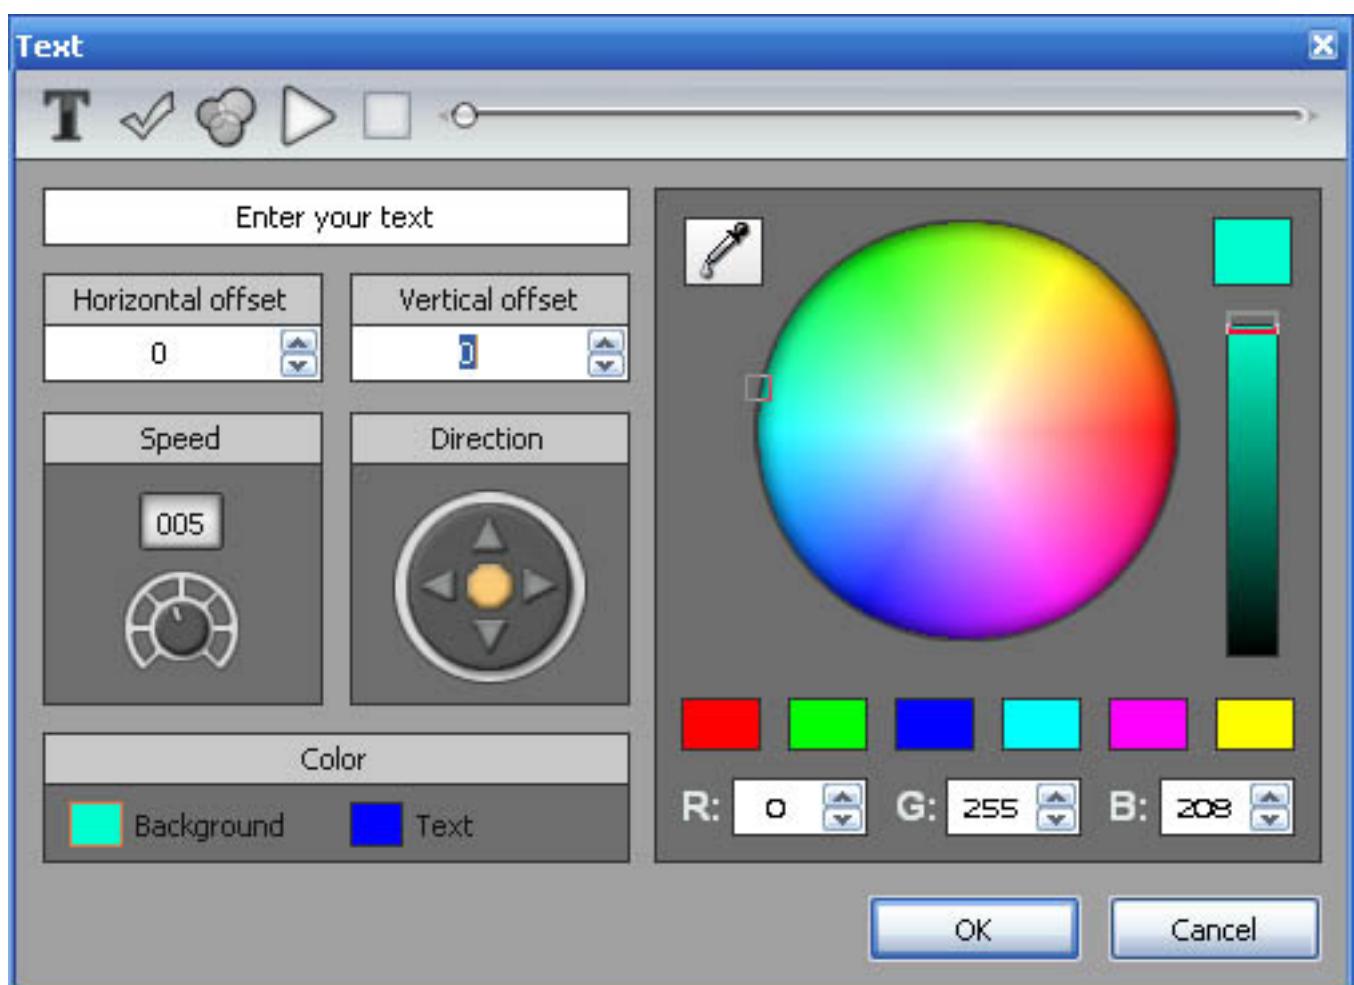 Text
T
Enter your text
Horizontal offset
Vertical offset
0
0
Speed
Direction
005
Color
Background
Text
R: 0
G: 255
B: 208
OK
Cancel